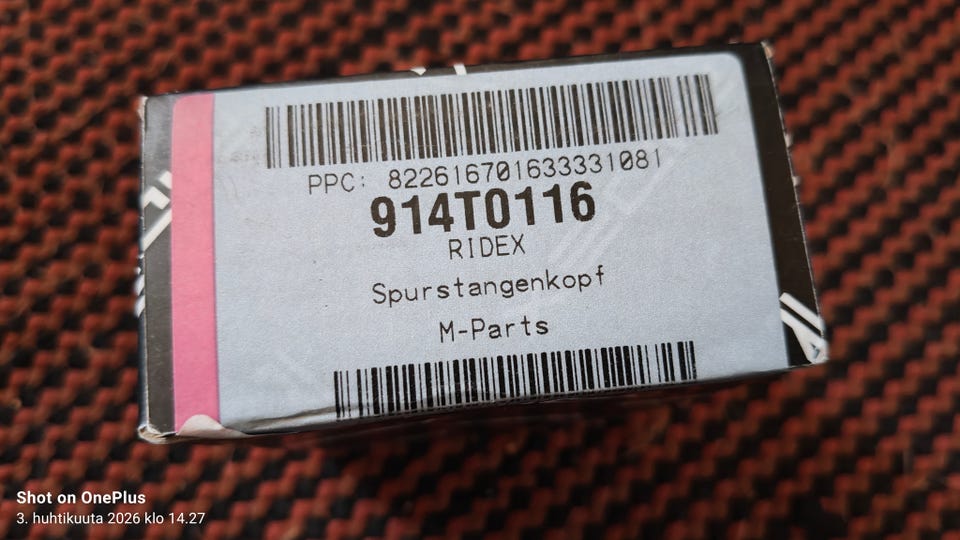 PPC: 8226167016333331081
914T0116
RIDEX
Spurstangenkopf
M-Parts
Shot on OnePlus
3. huhtikuuta 2026 klo 14.27